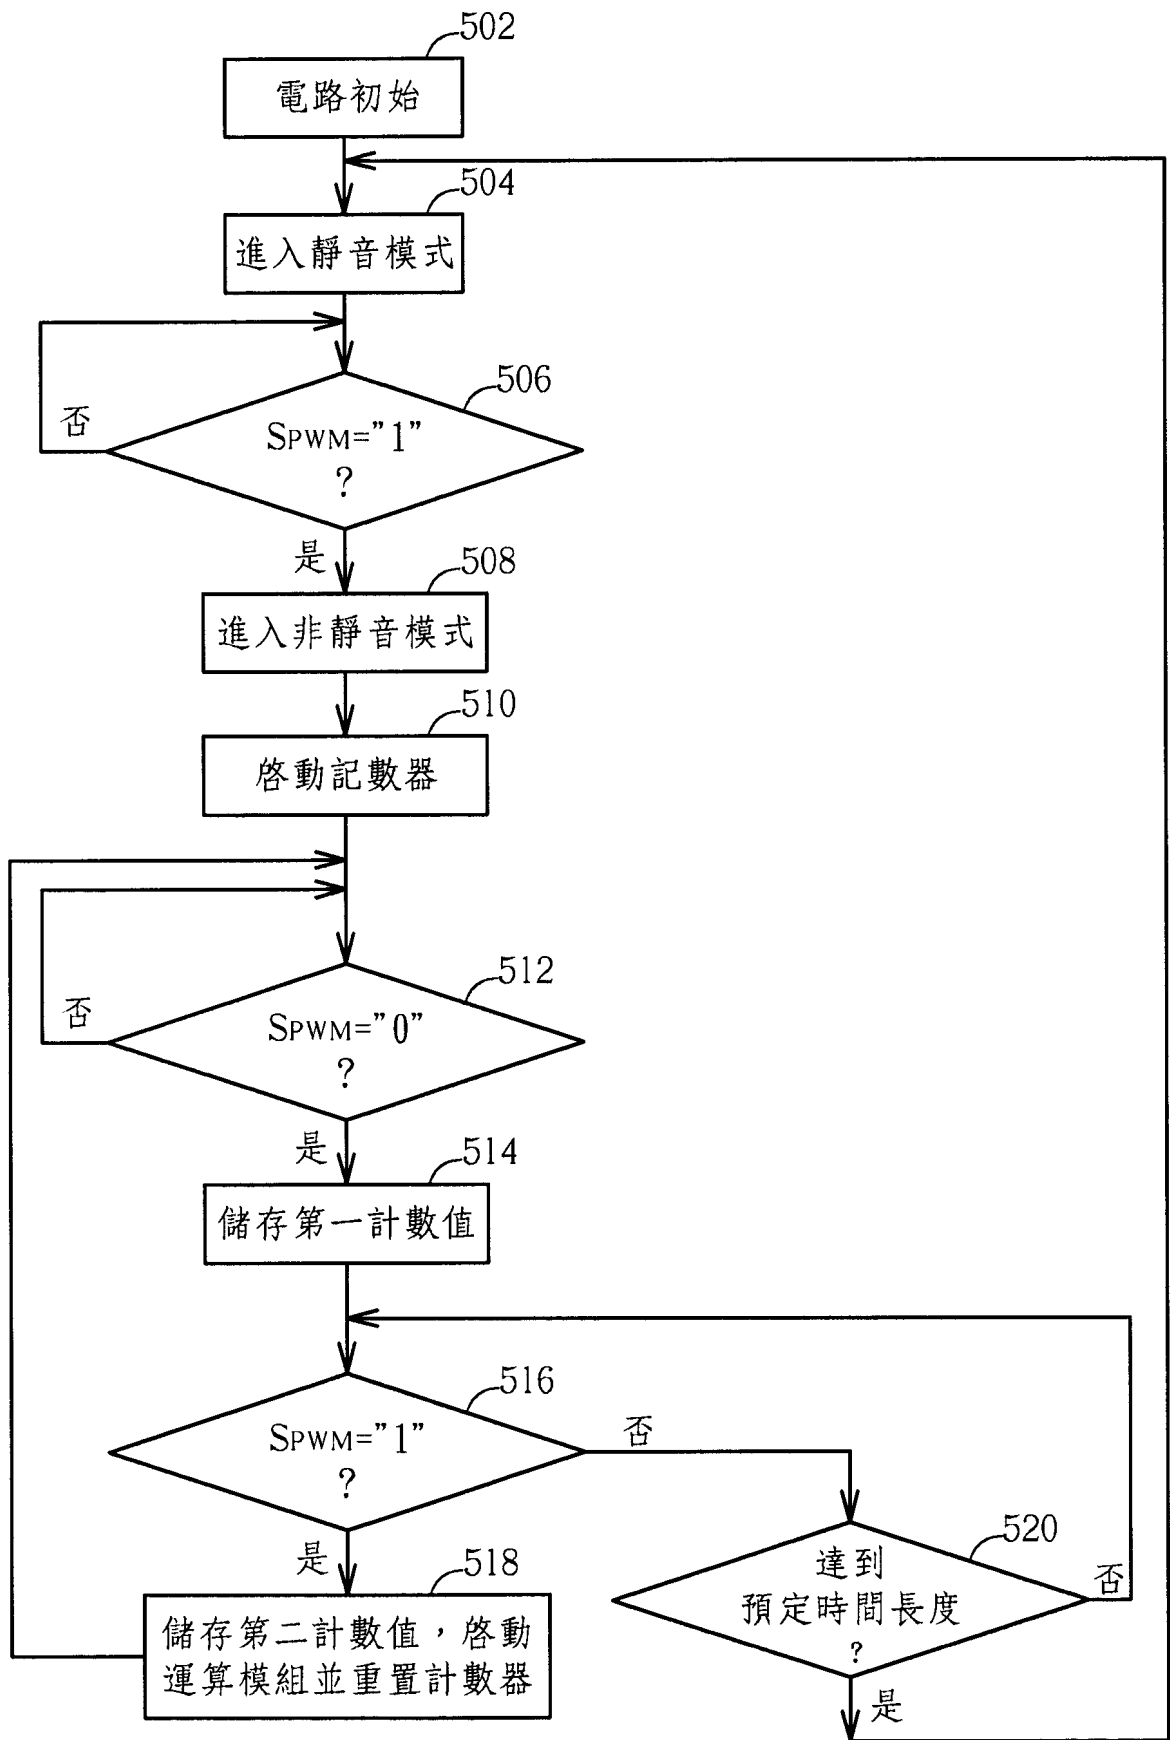 502
電路初始
504
進入靜音模式
506
否
SPWM="1"
?
是
508
進入非靜音模式
510
啓動記數器
512
否
SPWM="0"
?
是
514
儲存第一計數值
516
SPWM="1"
?
否
是
518
儲存第二計數值，啓動
運算模組並重置計數器
520
達到
預定時間長度
?
否
是